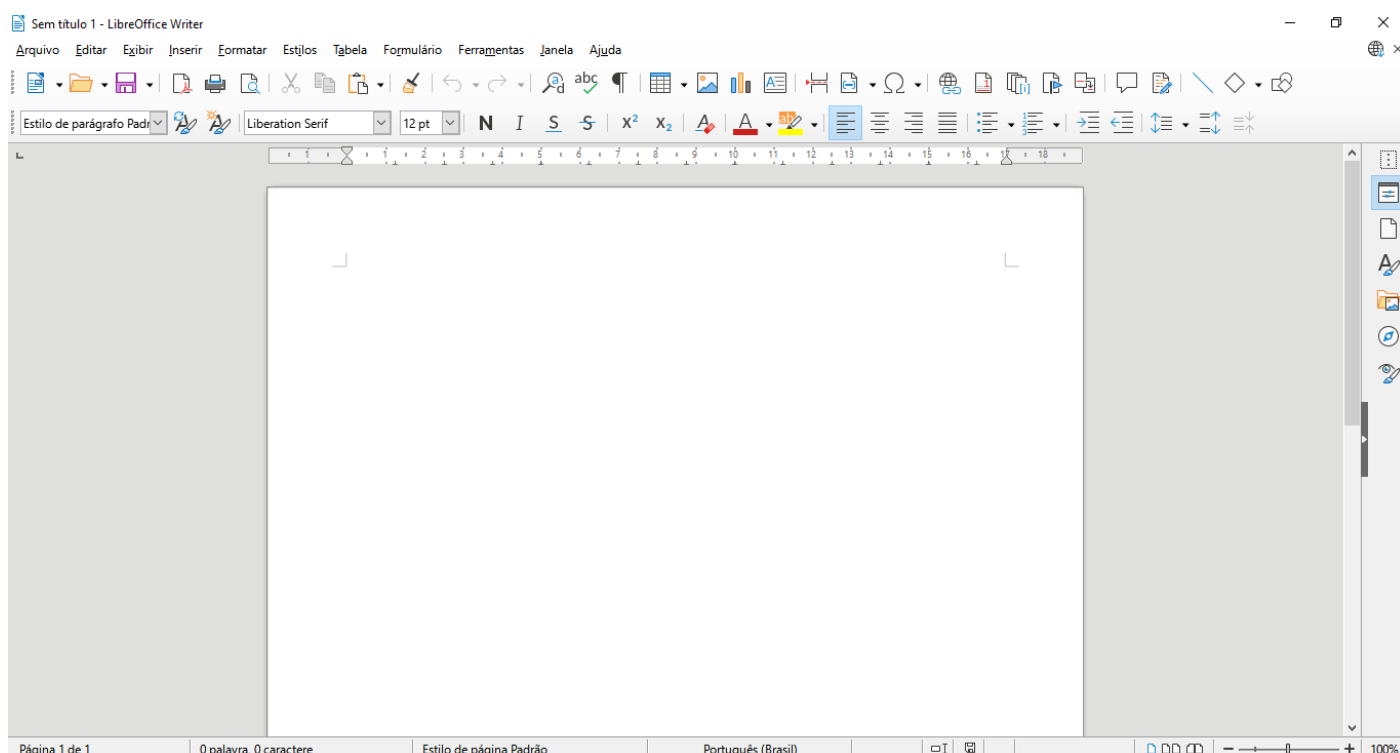 Sem título 1 - LibreOffice Writer
Arquivo Editar Exibir Inserir Formatar Estilos Tabela Formulário Ferramentas Janela Ajuda
Estilo de parágrafo Padr Liberation Serif 12 pt N I S S X² X₂ A A
1 1 2 3 4 5 6 7 8 9 10 11 12 13 14 15 16 17 18
Página 1 de 1 0 palavra, 0 caractere Estilo de página Padrão Português (Brasil) 100%